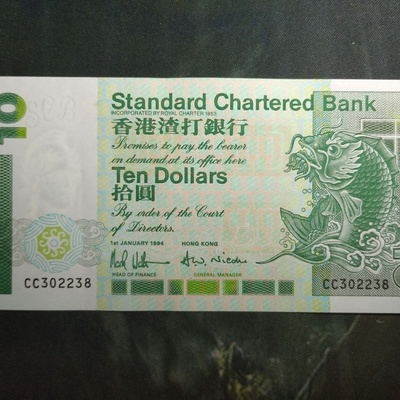 10
Standard Chartered Bank
INCORPORATED BY ROYAL CHARTER 1853
香港渣打銀行
Promises to pay the bearer
on demand at its office here
Ten Dollars
拾圓
By order of the Court
of Directors.
1st JANUARY 1994 HONG KONG
HEAD OF FINANCE GENERAL MANAGER
CC302238 CC302238